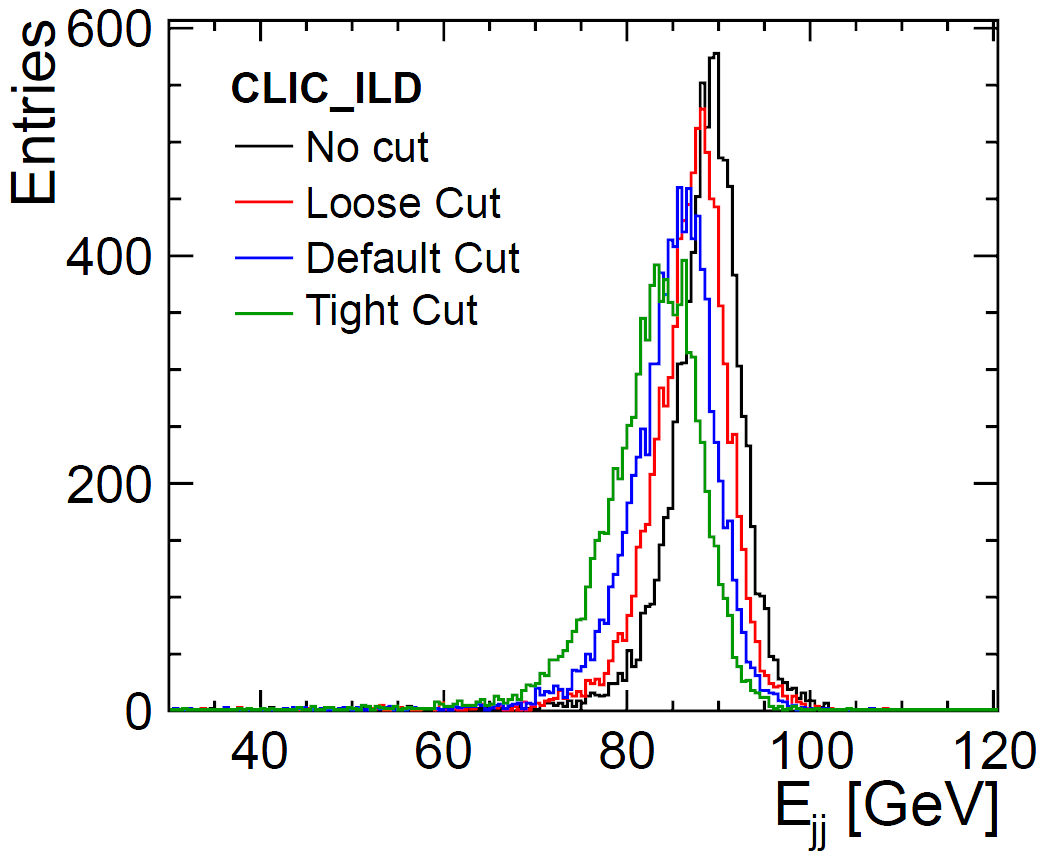 Entries
600
400
200
0
CLIC_ILD
No cut
Loose Cut
Default Cut
Tight Cut
40 60 80 100 120
E_jj [GeV]